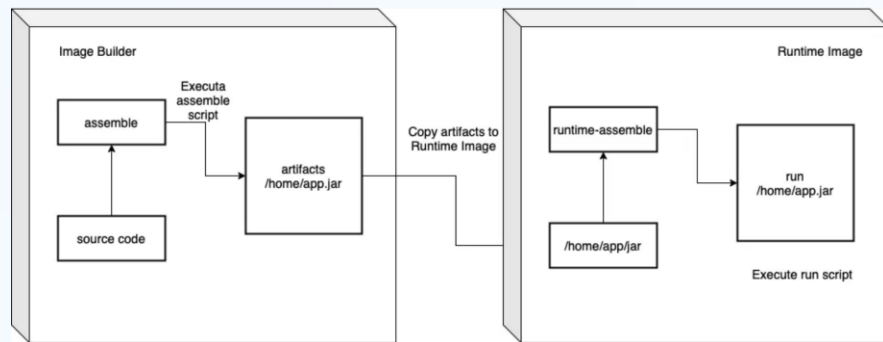 Image Builder
Executa
assemble
script
assemble
artifacts
/home/app.jar
source code
Copy artifacts to
Runtime Image
Runtime Image
runtime-assemble
run
/home/app.jar
/home/app/jar
Execute run script